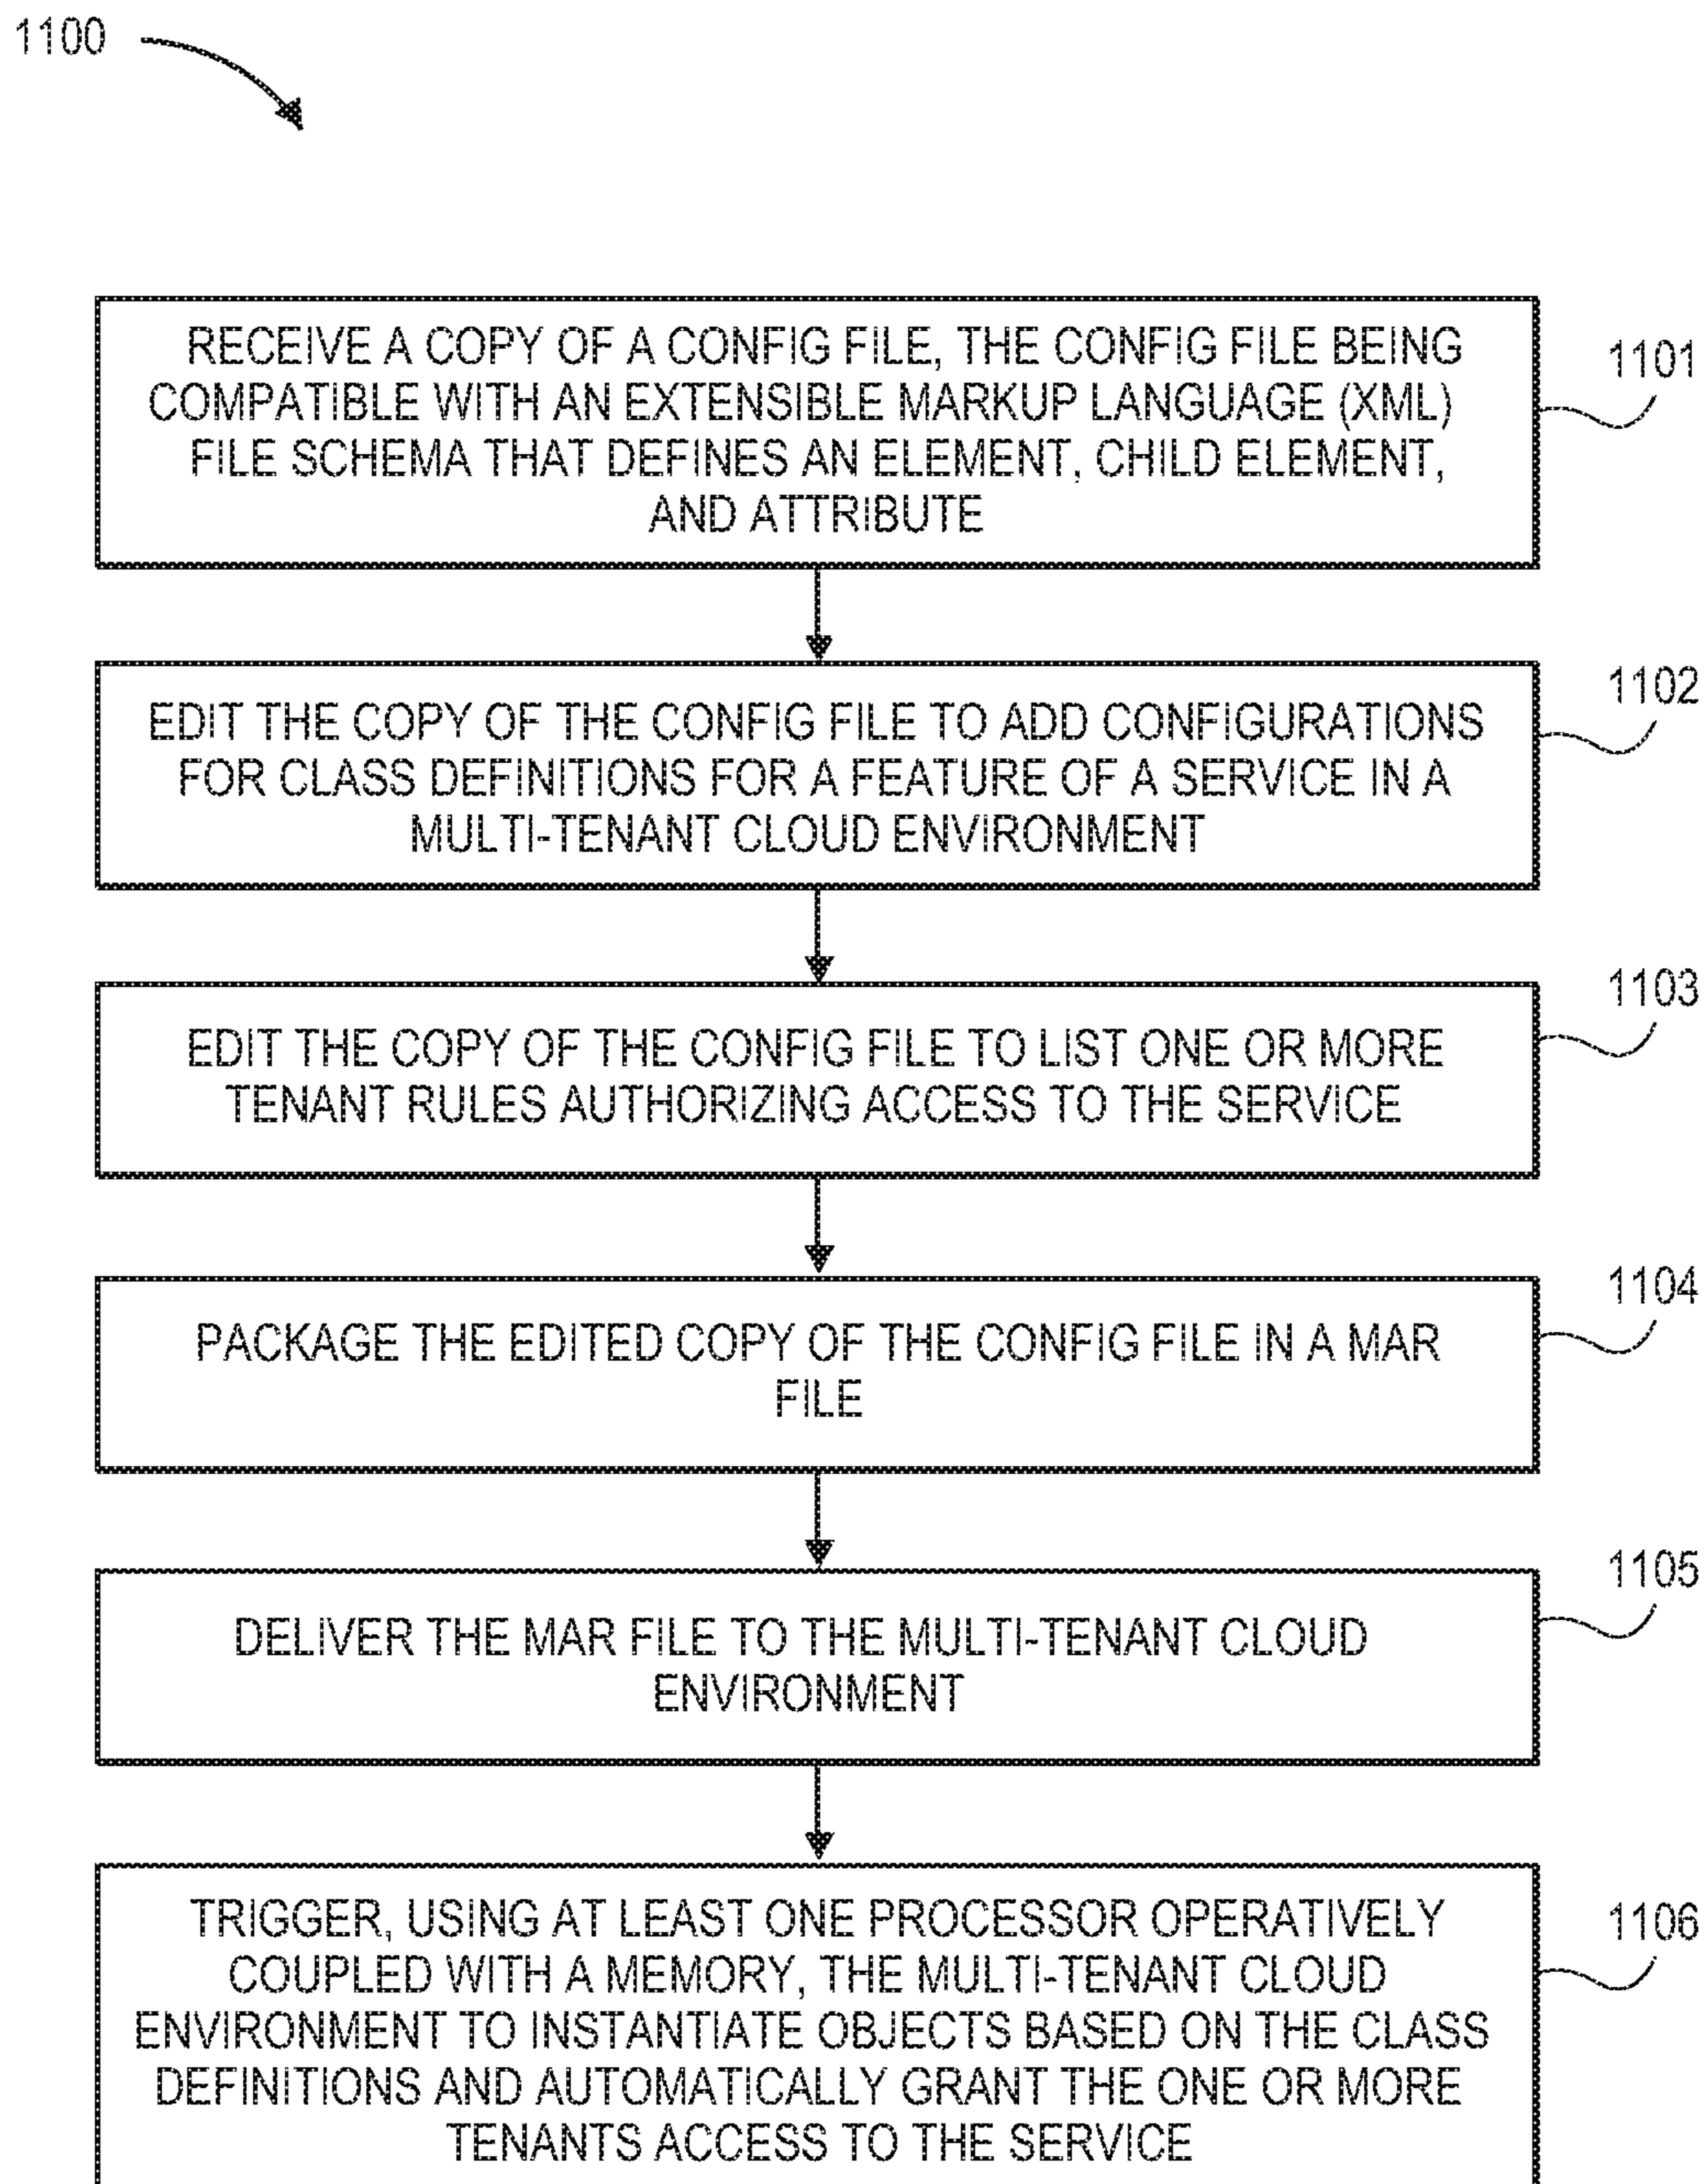 1100
RECEIVE A COPY OF A CONFIG FILE, THE CONFIG FILE BEING
COMPATIBLE WITH AN EXTENSIBLE MARKUP LANGUAGE (XML)
FILE SCHEMA THAT DEFINES AN ELEMENT, CHILD ELEMENT,
AND ATTRIBUTE
1101
EDIT THE COPY OF THE CONFIG FILE TO ADD CONFIGURATIONS
FOR CLASS DEFINITIONS FOR A FEATURE OF A SERVICE IN A
MULTI-TENANT CLOUD ENVIRONMENT
1102
EDIT THE COPY OF THE CONFIG FILE TO LIST ONE OR MORE
TENANT RULES AUTHORIZING ACCESS TO THE SERVICE
1103
PACKAGE THE EDITED COPY OF THE CONFIG FILE IN A MAR
FILE
1104
DELIVER THE MAR FILE TO THE MULTI-TENANT CLOUD
ENVIRONMENT
1105
TRIGGER, USING AT LEAST ONE PROCESSOR OPERATIVELY
COUPLED WITH A MEMORY, THE MULTI-TENANT CLOUD
ENVIRONMENT TO INSTANTIATE OBJECTS BASED ON THE CLASS
DEFINITIONS AND AUTOMATICALLY GRANT THE ONE OR MORE
TENANTS ACCESS TO THE SERVICE
1106